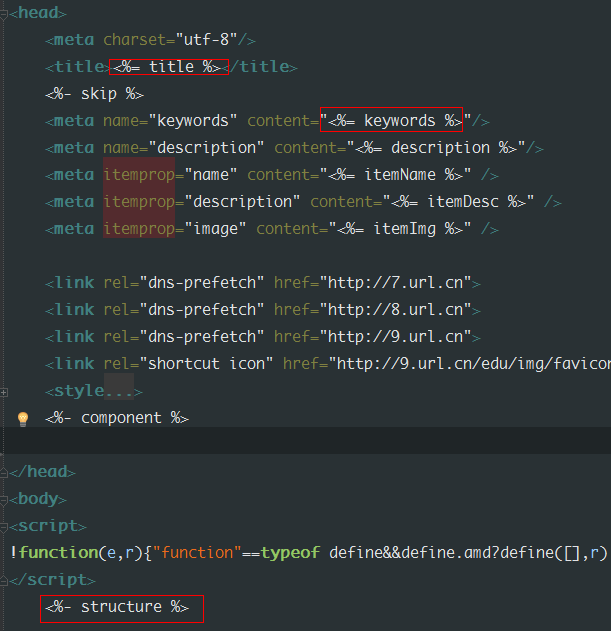 <head>
<meta charset="utf-8"/>
<title><%= title %></title>
<%- skip %>
<meta name="keywords" content="<%= keywords %>"/>
<meta name="description" content="<%= description %>"/>
<meta itemprop="name" content="<%= itemName %>" />
<meta itemprop="description" content="<%= itemDesc %>" />
<meta itemprop="image" content="<%= itemImg %>" />
<link rel="dns-prefetch" href="http://7.url.cn">
<link rel="dns-prefetch" href="http://8.url.cn">
<link rel="dns-prefetch" href="http://9.url.cn">
<link rel="shortcut icon" href="http://9.url.cn/edu/img/favicon
<style...>
<%- component %>
</head>
<body>
<script>
!function(e,r){"function"==typeof define&&define.amd?define([],r)
</script>
<%- structure %>